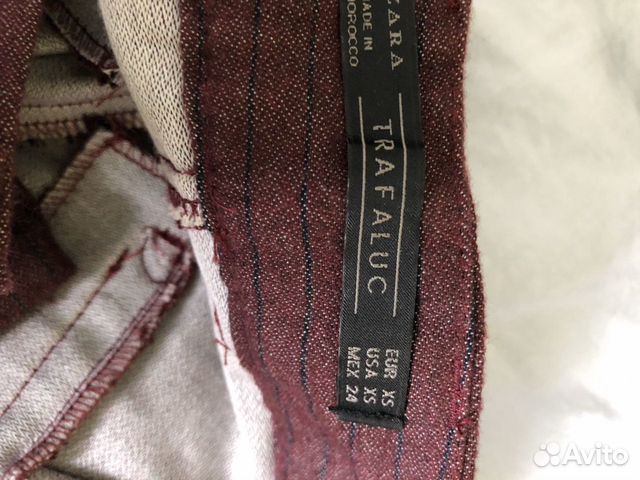 ZARA
MADE IN
MOROCCO
TRAFALUC
EUR XS
USA XS
MEX 24
Avito